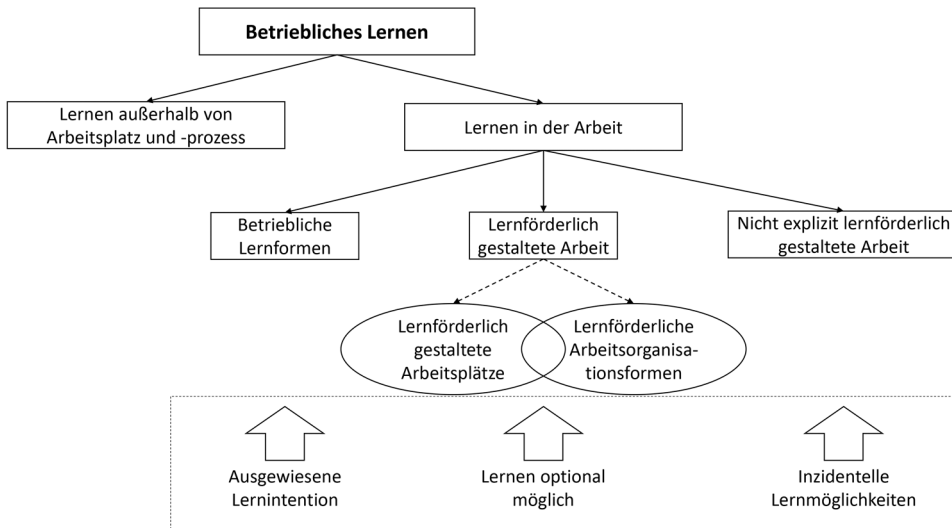 Betriebliches Lernen
Lernen außerhalb von
Arbeitsplatz und -prozess
Lernen in der Arbeit
Betriebliche
Lernformen
Lernförderlich
gestaltete Arbeit
Nicht explizit lernförderlich
gestaltete Arbeit
Lernförderlich
gestaltete
Arbeitsplätze
Lernförderliche
Arbeitsorganisa-
tionsformen
Ausgewiesene
Lernintention
Lernen optional
möglich
Inzidentelle
Lernmöglichkeiten